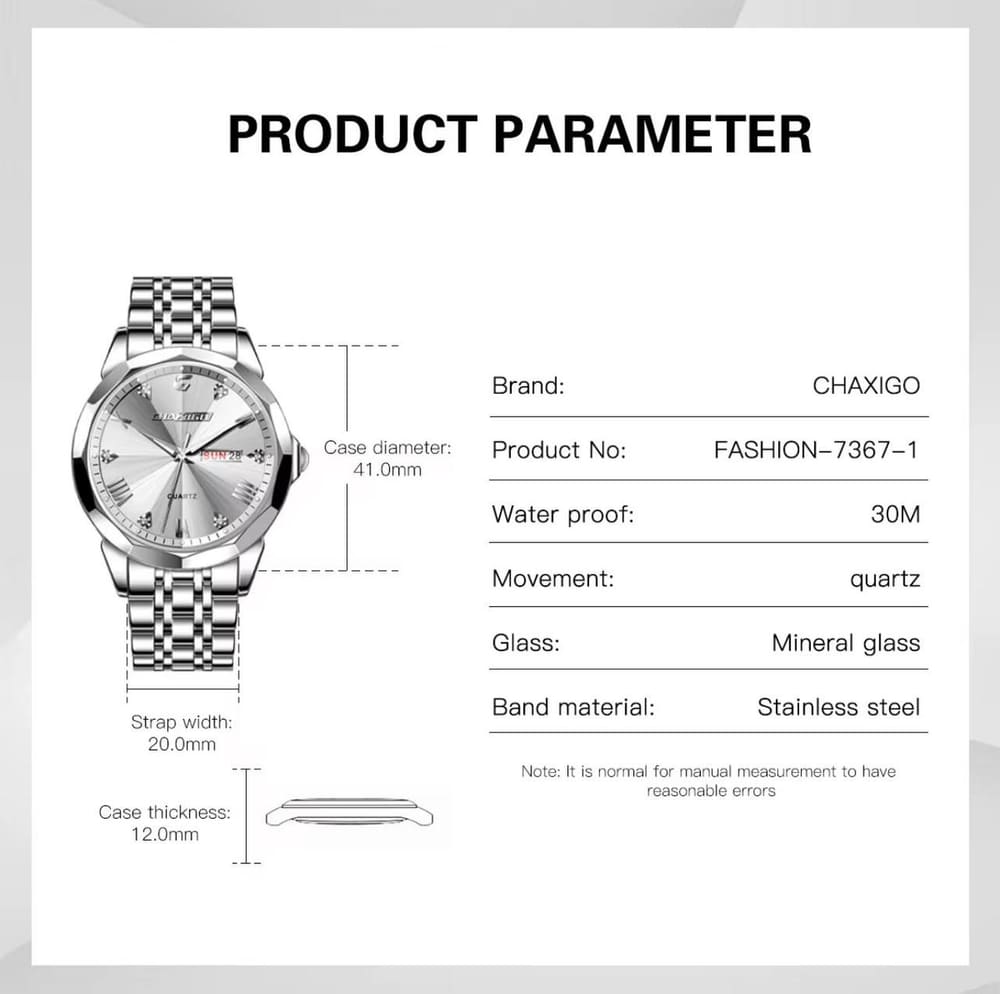 PRODUCT PARAMETER
CHAXIGO
SUN 28
QUARTZ
Case diameter:
41.0mm
Strap width:
20.0mm
Case thickness:
12.0mm
Brand: CHAXIGO
Product No: FASHION-7367-1
Water proof: 30M
Movement: quartz
Glass: Mineral glass
Band material: Stainless steel
Note: It is normal for manual measurement to have
reasonable errors